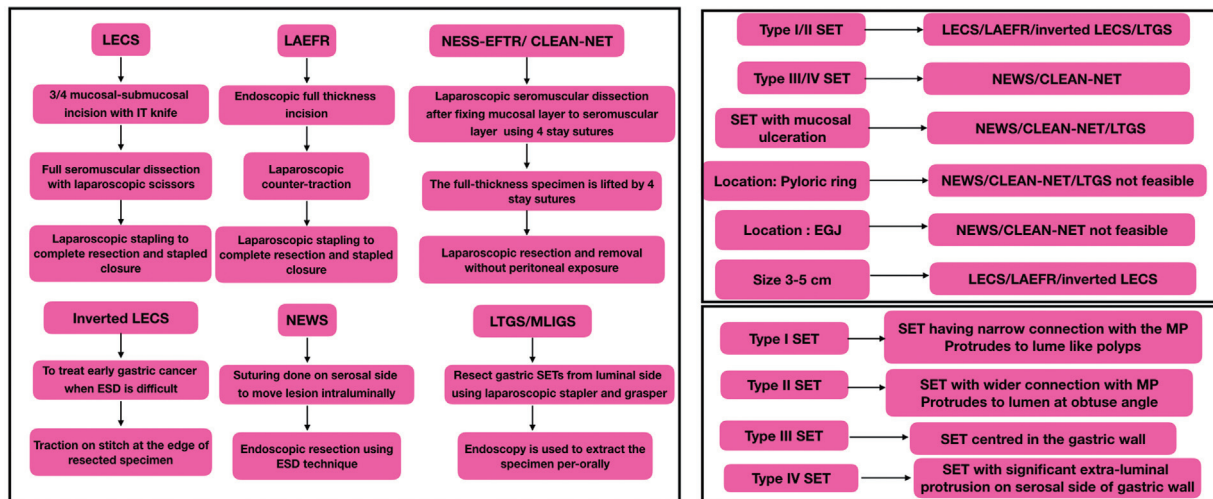 LECS
3/4 mucosal-submucosal
incision with IT knife
Full seromuscular dissection
with laparoscopic scissors
Laparoscopic stapling to
complete resection and stapled
closure
LAEFR
Endoscopic full thickness
incision
Laparoscopic
counter-traction
Laparoscopic stapling to
complete resection and stapled
closure
NESS-EFTR/ CLEAN-NET
Laparoscopic seromuscular dissection
after fixing mucosal layer to seromuscular
layer using 4 stay sutures
The full-thickness specimen is lifted by 4
stay sutures
Laparoscopic resection and removal
without peritoneal exposure
Inverted LECS
To treat early gastric cancer
when ESD is difficult
Traction on stitch at the edge of
resected specimen
NEWS
Suturing done on serosal side
to move lesion intraluminally
Endoscopic resection using
ESD technique
LTGS/MLIGS
Resect gastric SETs from luminal side
using laparoscopic stapler and grasper
Endoscopy is used to extract the
specimen per-orally
Type I/II SET
LECS/LAEFR/inverted LECS/LTGS
Type III/IV SET
NEWS/CLEAN-NET
SET with mucosal
ulceration
NEWS/CLEAN-NET/LTGS
Location: Pyloric ring
NEWS/CLEAN-NET/LTGS not feasible
Location : EGJ
NEWS/CLEAN-NET not feasible
Size 3-5 cm
LECS/LAEFR/inverted LECS
Type I SET
SET having narrow connection with the MP
Protrudes to lume like polyps
Type II SET
SET with wider connection with MP
Protrudes to lumen at obtuse angle
Type III SET
SET centred in the gastric wall
Type IV SET
SET with significant extra-luminal
protrusion on serosal side of gastric wall